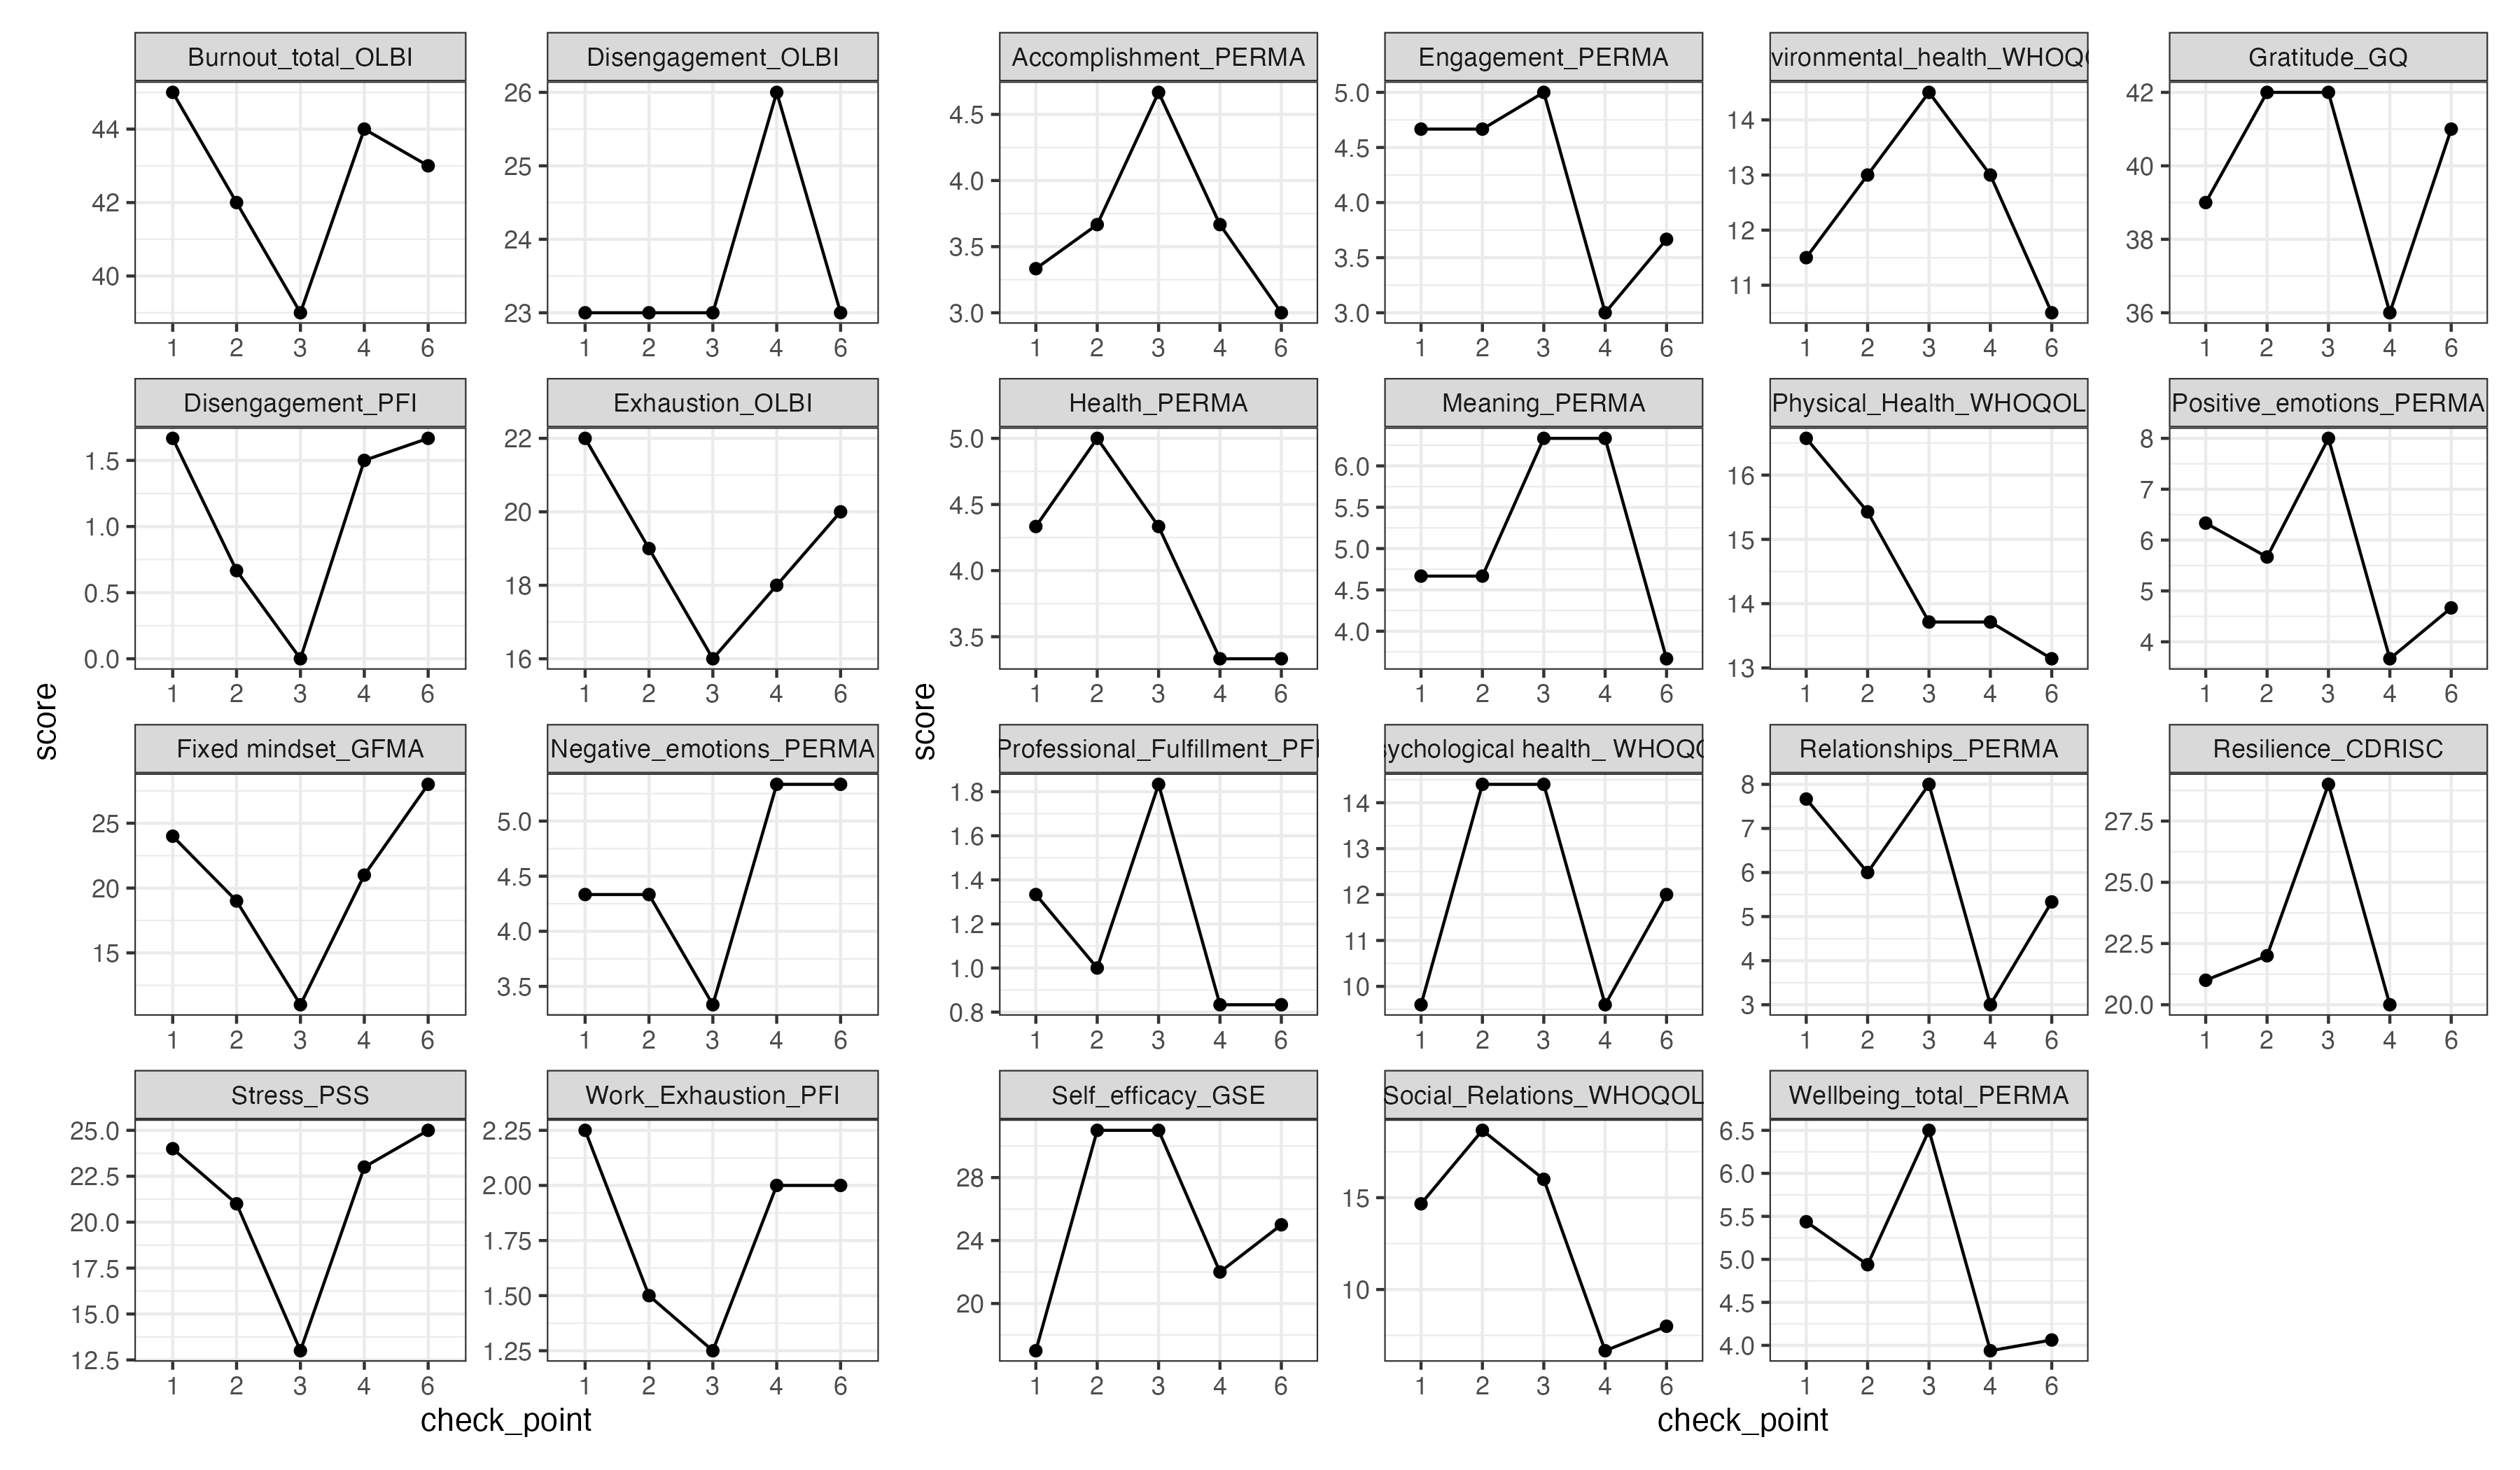 Burnout_total_OLBI
Disengagement_OLBI
Accomplishment_PERMA
Engagement_PERMA
vironmental_health_WHOQ
Gratitude_GQ
44
42
40
1 2 3 4 6
26
25
24
23
1 2 3 4 6
4.5
4.0
3.5
3.0
1 2 3 4 6
5.0
4.5
4.0
3.5
3.0
1 2 3 4 6
14
13
12
11
1 2 3 4 6
42
40
38
36
1 2 3 4 6
Disengagement_PFI
Exhaustion_OLBI
Health_PERMA
Meaning_PERMA
Physical_Health_WHOQOL
Positive_emotions_PERMA
1.5
1.0
0.5
0.0
1 2 3 4 6
22
20
18
16
1 2 3 4 6
5.0
4.5
4.0
3.5
1 2 3 4 6
6.0
5.5
5.0
4.5
4.0
1 2 3 4 6
16
15
14
13
1 2 3 4 6
8
7
6
5
4
1 2 3 4 6
score
score
Fixed mindset_GFMA
Negative_emotions_PERMA
Professional_Fulfillment_PFI
sychological health_ WHOQ
Relationships_PERMA
Resilience_CDRISC
25
20
15
1 2 3 4 6
5.0
4.5
4.0
3.5
1 2 3 4 6
1.8
1.6
1.4
1.2
1.0
0.8
1 2 3 4 6
14
13
12
11
10
1 2 3 4 6
8
7
6
5
4
3
1 2 3 4 6
27.5
25.0
22.5
20.0
1 2 3 4 6
Stress_PSS
Work_Exhaustion_PFI
Self_efficacy_GSE
Social_Relations_WHOQOL
Wellbeing_total_PERMA
25.0
22.5
20.0
17.5
15.0
12.5
1 2 3 4 6
2.25
2.00
1.75
1.50
1.25
1 2 3 4 6
28
24
20
1 2 3 4 6
15
10
1 2 3 4 6
6.5
6.0
5.5
5.0
4.5
4.0
1 2 3 4 6
check_point
check_point